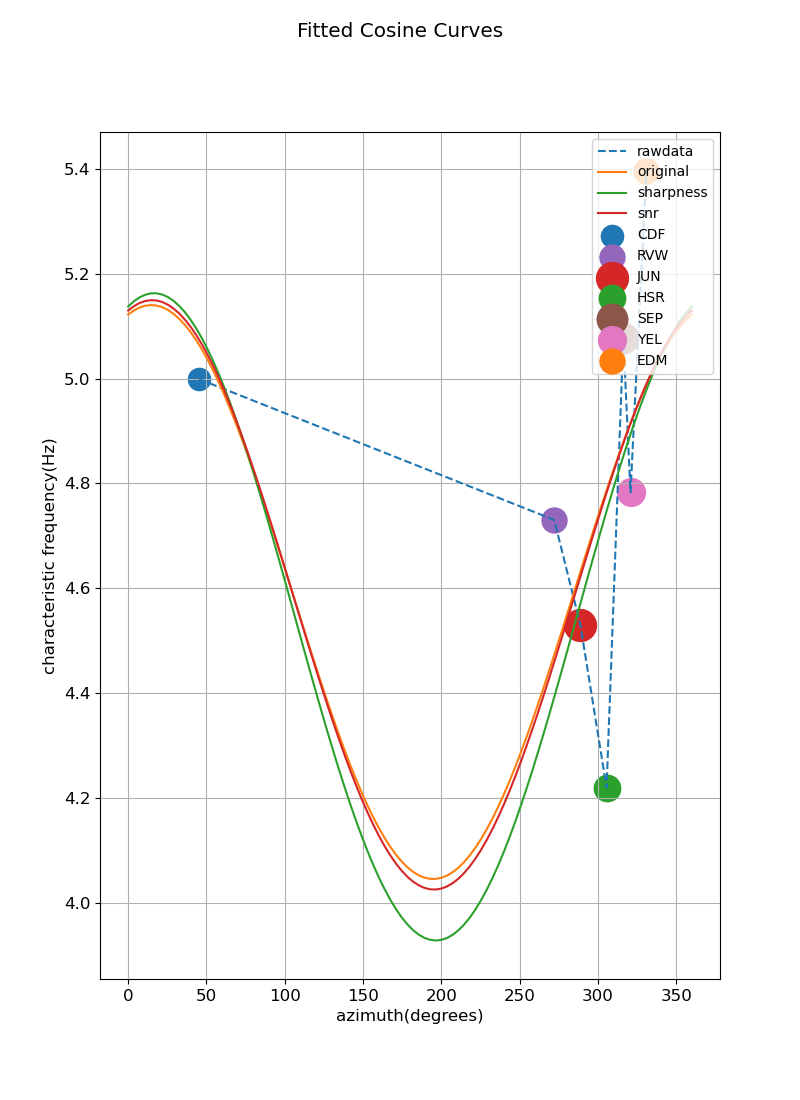 Fitted Cosine Curves
rawdata
original
sharpness
snr
CDF
RVW
JUN
HSR
SEP
YEL
EDM
5.4
5.2
5.0
4.8
4.6
4.4
4.2
4.0
characteristic frequency(Hz)
0 50 100 150 200 250 300 350
azimuth(degrees)